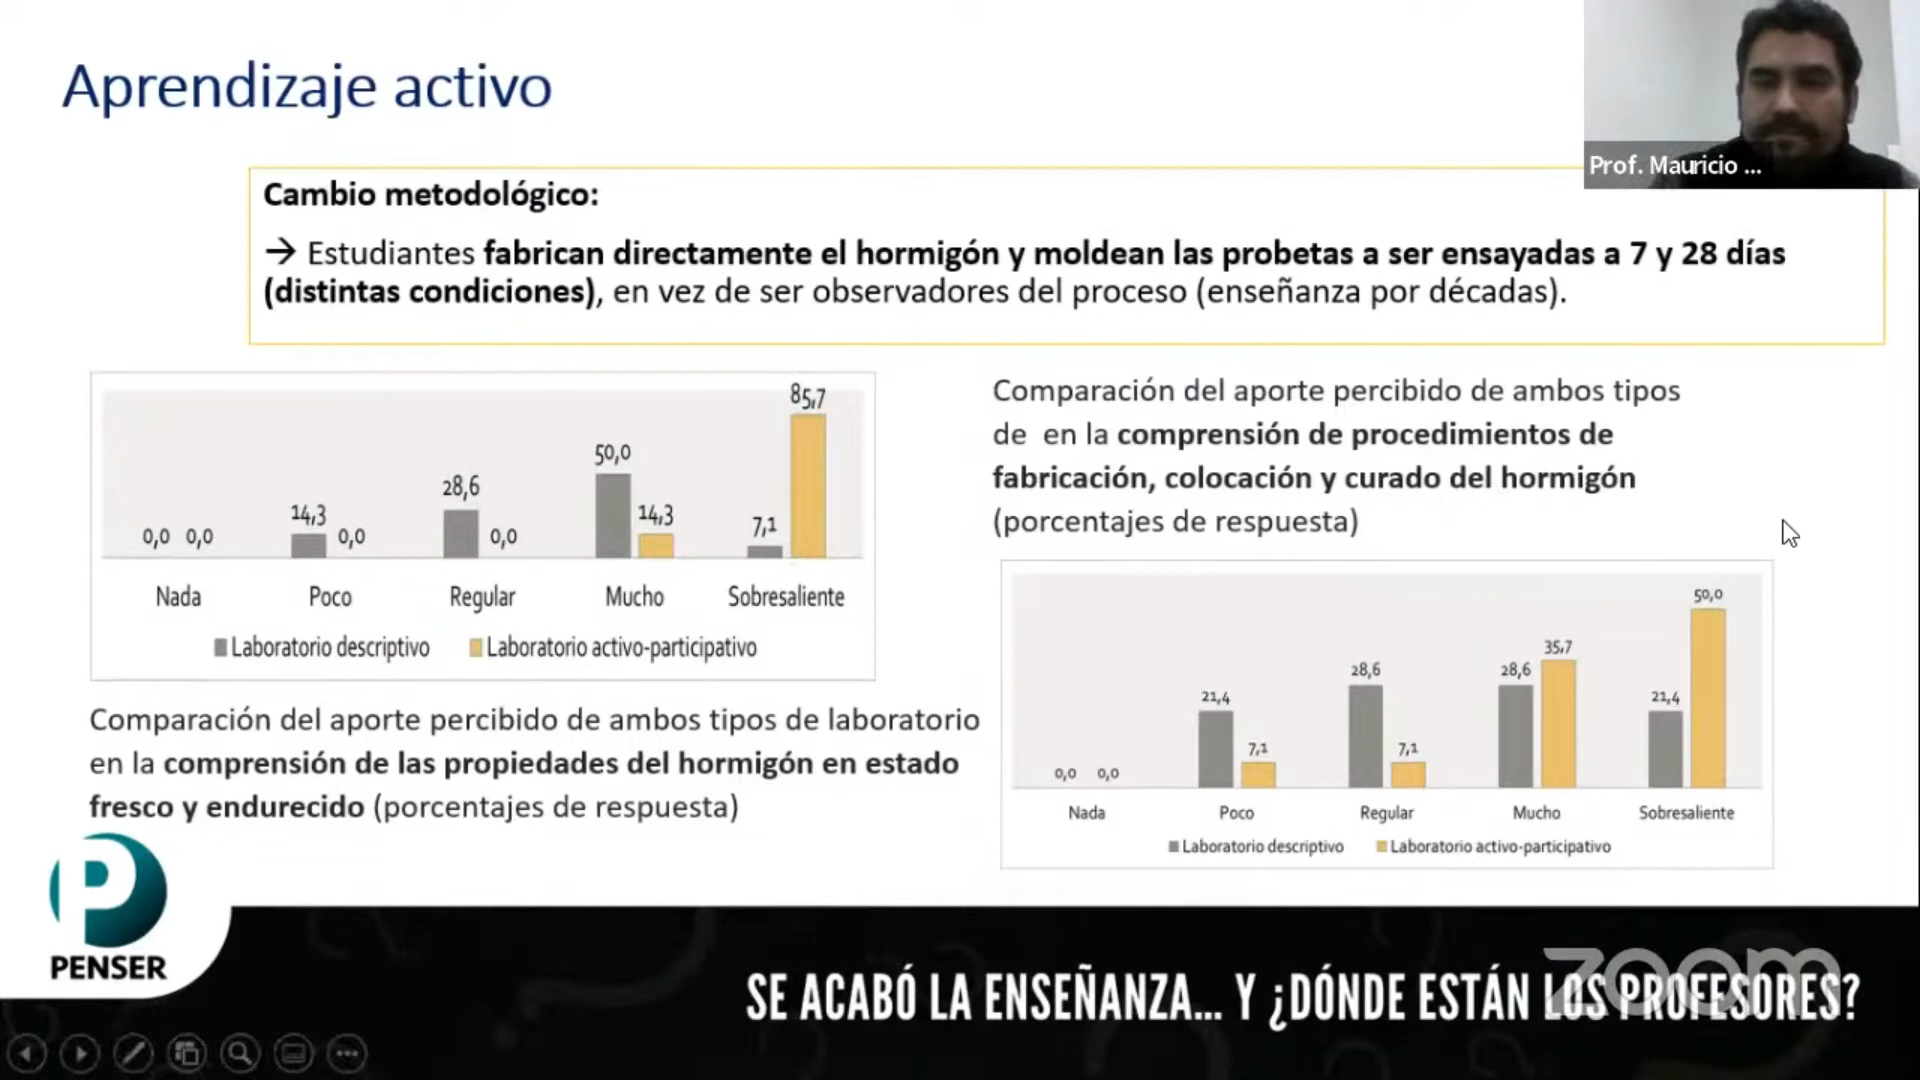 Aprendizaje activo
Prof. Mauricio ...
Cambio metodológico:
→ Estudiantes fabrican directamente el hormigón y moldean las probetas a ser ensayadas a 7 y 28 días
(distintas condiciones), en vez de ser observadores del proceso (enseñanza por décadas).
85,7
50,0
28,6
14,3
14,3
7,1
0,0 0,0 0,0 0,0
Nada Poco Regular Mucho Sobresaliente
Laboratorio descriptivo Laboratorio activo-participativo
Comparación del aporte percibido de ambos tipos de laboratorio
en la comprensión de las propiedades del hormigón en estado
fresco y endurecido (porcentajes de respuesta)
Comparación del aporte percibido de ambos tipos
de en la comprensión de procedimientos de
fabricación, colocación y curado del hormigón
(porcentajes de respuesta)
50,0
35,7
28,6 28,6
21,4 21,4
7,1 7,1
0,0 0,0
Nada Poco Regular Mucho Sobresaliente
Laboratorio descriptivo Laboratorio activo-participativo
P
PENSER
SE ACABÓ LA ENSEÑANZA... Y ¿DÓNDE ESTÁN LOS PROFESORES?
zoom